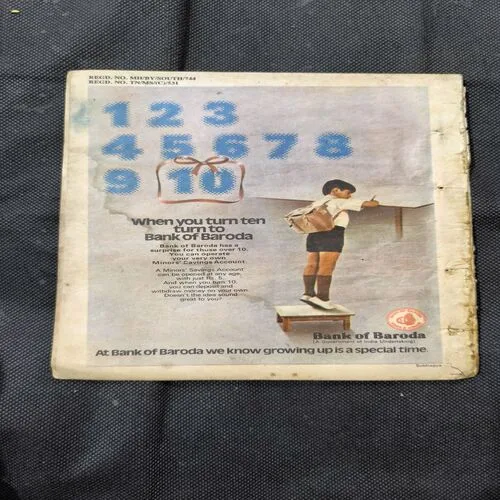 REGD. NO. MH/BY/SOUTH/744
REGD. NO. TN/MS/(C)/531
1 2 3
4 5 6 7 8
9 10
When you turn ten
turn to
Bank of Baroda
Bank of Baroda has a
surprise for those over 10.
You can operate
your very own
Minors' Savings Account.
A Minors' Savings Account
can be opened at any age,
with just Rs. 5.
And when you turn 10,
you can deposit and
withdraw money on your own.
Doesn't the idea sound
great to you?
Bank of Baroda
(A Government of India Undertaking)
At Bank of Baroda we know growing up is a special time.